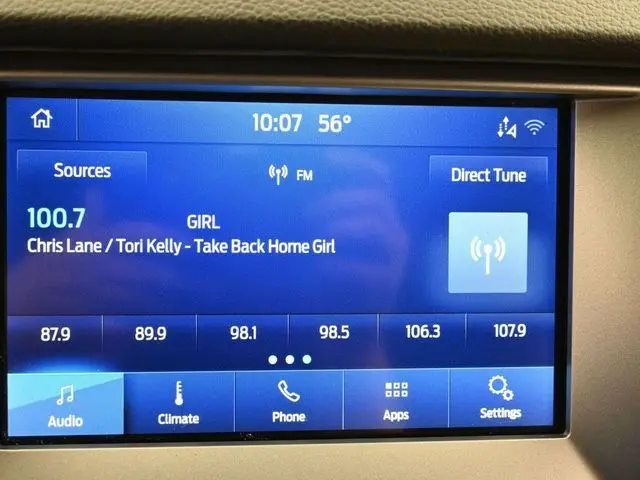 10:07 56°
Sources
FM
Direct Tune
100.7 GIRL
Chris Lane / Tori Kelly - Take Back Home Girl
87.9 89.9 98.1 98.5 106.3 107.9
Audio Climate Phone Apps Settings